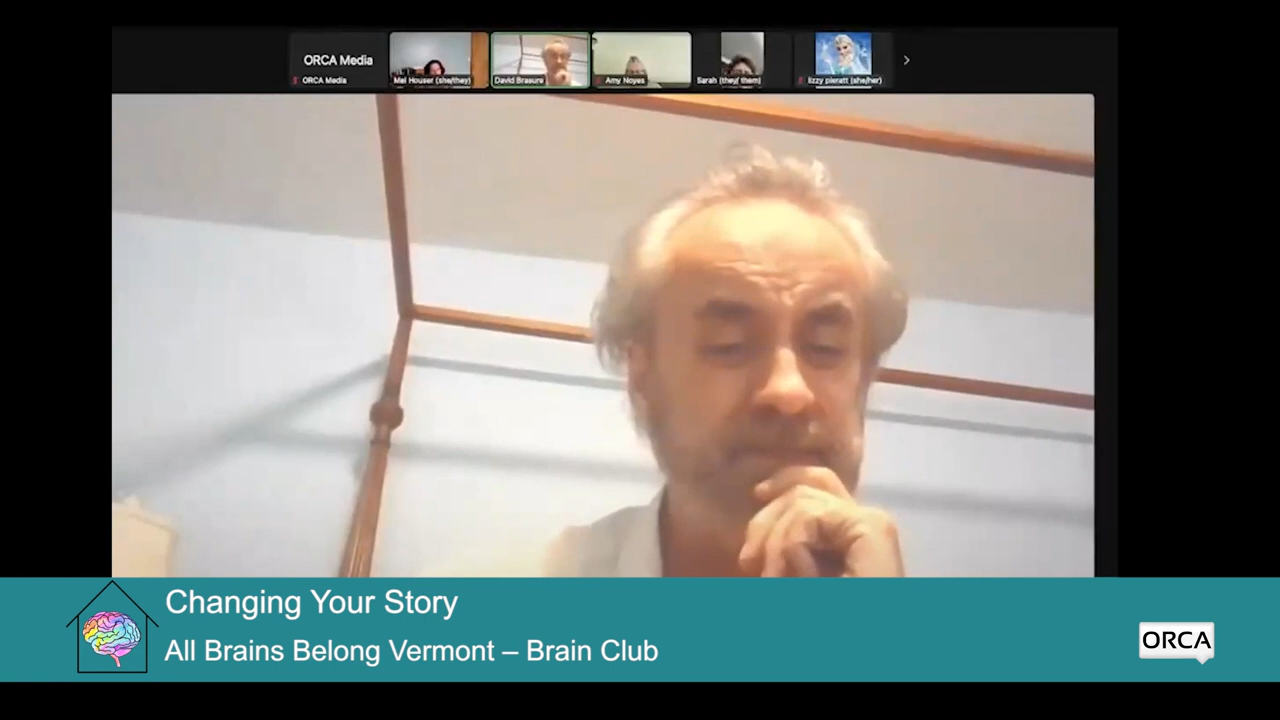 ORCA Media
ORCA Media
Mel Houser (she/they)
David Brasure
Amy Noyes
Sarah (they/ them)
lizzy pieratt (she/her)
Changing Your Story
All Brains Belong Vermont – Brain Club
ORCA